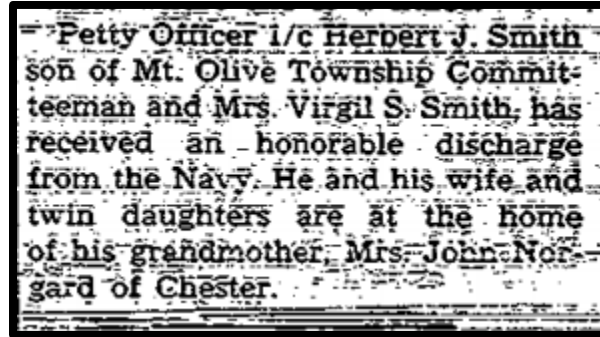 Petty Officer 1/c Herbert J. Smith
son of Mt. Olive Township Commit-
teeman and Mrs. Virgil S. Smith, has
received an honorable discharge
from the Navy. He and his wife and
twin daughters are at the home
of his grandmother, Mrs. John Nor-
gard of Chester.